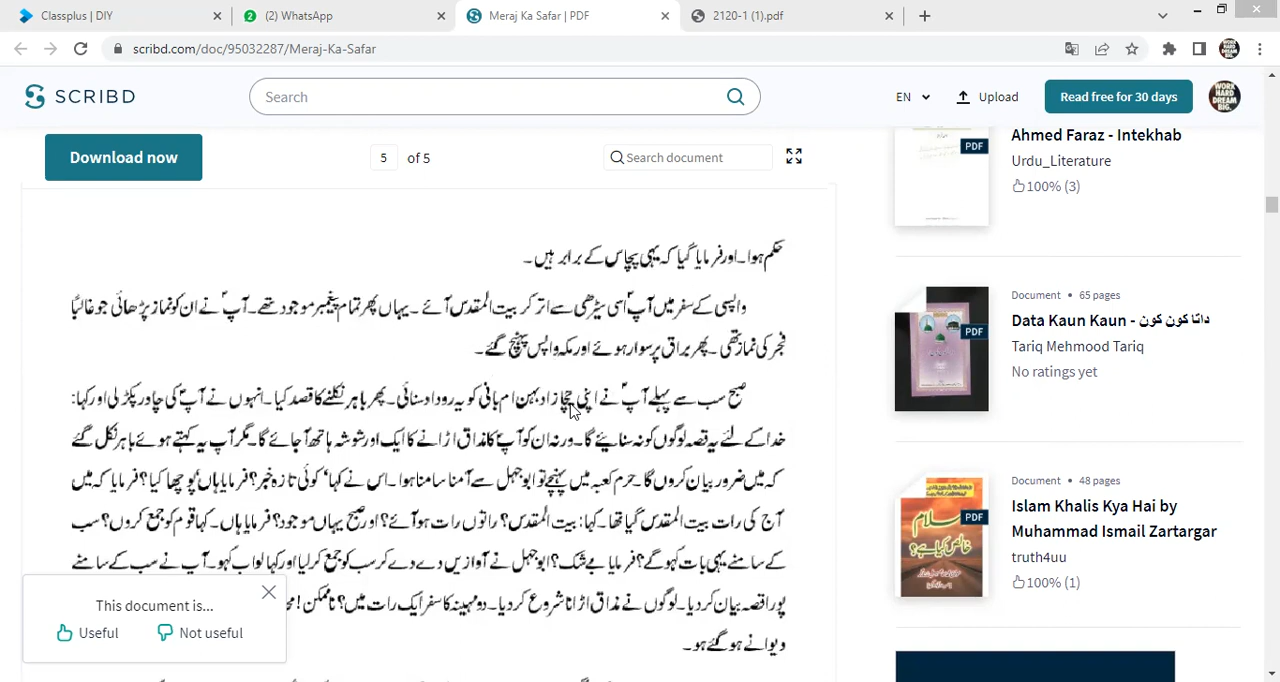 Classplus | DIY
(2) WhatsApp
Meraj Ka Safar | PDF
2120-1 (1).pdf
scribd.com/doc/95032287/Meraj-Ka-Safar
SCRIBD
Search
EN
Upload
Read free for 30 days
WORK HARD DREAM BIG.
Download now
5 of 5
Search document
حکم ہوا۔اور فرمایا گیا کہ یہی پچاس کے برابر ہیں۔
واپسی کے سفر میں آپؐ اسی سیڑھی سے اتر کر بیت المقدس آئے۔ یہاں پھر تمام پیغمبر موجود تھے۔ آپؐ نے ان کو نماز پڑھائی جو غالبًا
فجر کی نماز تھی۔ پھر براق پر سوار ہوئے اور مکہ واپس پہنچ گئے۔
صبح سب سے پہلے آپؐ نے اپنی چچا زاد بہن ام ہانی کو یہ روداد سنائی۔ پھر باہر نکلنے کا قصد کیا۔ انہوں نے آپؐ کی چادر پکڑ لی اور کہا:
خدا کے لئے یہ قصہ لوگوں کو نہ سنایئے گا۔ ورنہ ان کو آپؐ کا مذاق اڑانے کا ایک اور شوشہ ہاتھ آ جائے گا۔ مگر آپ یہ کہتے ہوئے باہر نکل گئے
کہ میں ضرور بیان کروں گا۔ حرم کعبہ میں پہنچے تو ابوجہل سے آمنا سامنا ہوا۔ اس نے کہا' کوئی تازہ خبر؟ فرمایا ہاں' پوچھا کیا؟ فرمایا کہ میں
آج کی رات بیت المقدس گیا تھا۔ کہا: بیت المقدس؟ راتوں رات ہو آئے؟ اور صبح یہاں موجود؟ فرمایا ہاں۔ کہا قوم کو جمع کروں؟ سب
کے سامنے یہی بات کہو گے؟ فرمایا بے شک؟ ابوجہل نے آوازیں دے دے کر سب کو جمع کر لیا اور کہا لو اب کہو۔ آپ نے سب کے سامنے
پورا قصہ بیان کر دیا۔ لوگوں نے مذاق اڑانا شروع کر دیا۔ دو مہینہ کا سفر ایک رات میں؟ ناممکن!
دیوانے ہو گئے ہو۔
This document is...
Useful
Not useful
PDF
Ahmed Faraz - Intekhab
Urdu_Literature
100% (3)
PDF
Document • 65 pages
Data Kaun Kaun - داتا کون کون
Tariq Mehmood Tariq
No ratings yet
PDF
اسلام
خالص کیا ہے؟
Document • 48 pages
Islam Khalis Kya Hai by
Muhammad Ismail Zartargar
truth4uu
100% (1)